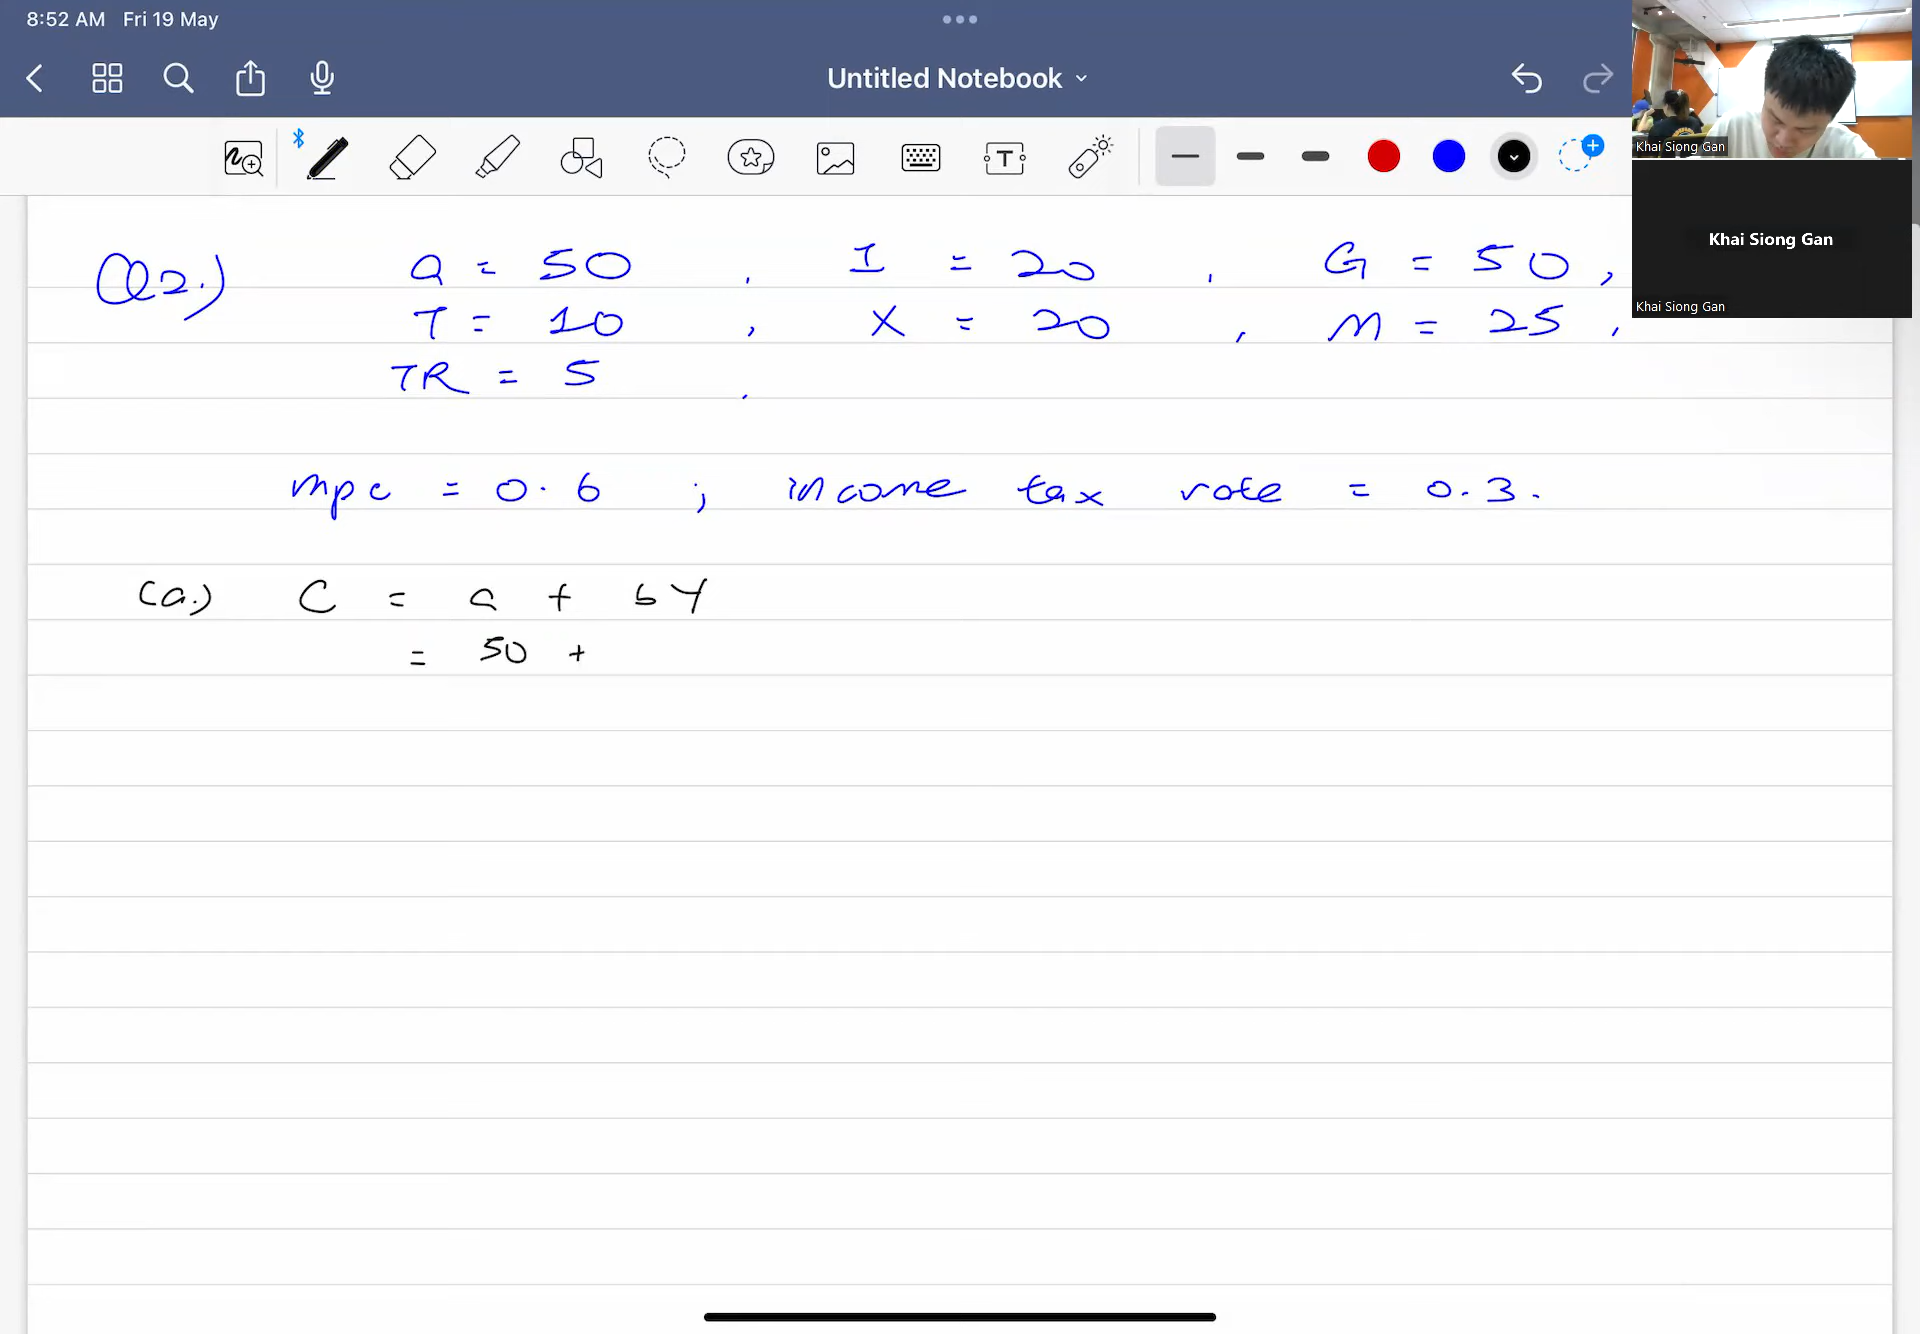 8:52 AM Fri 19 May
Untitled Notebook
T
Khai Siong Gan
Khai Siong Gan
Khai Siong Gan
Q2.) a = 50 , I = 20 , G = 50 ,
T = 10 , X = 20 , M = 25 ,
TR = 5 .
mpc = 0.6 ; income tax rate = 0.3.
(a.) C = a + bY
= 50 +